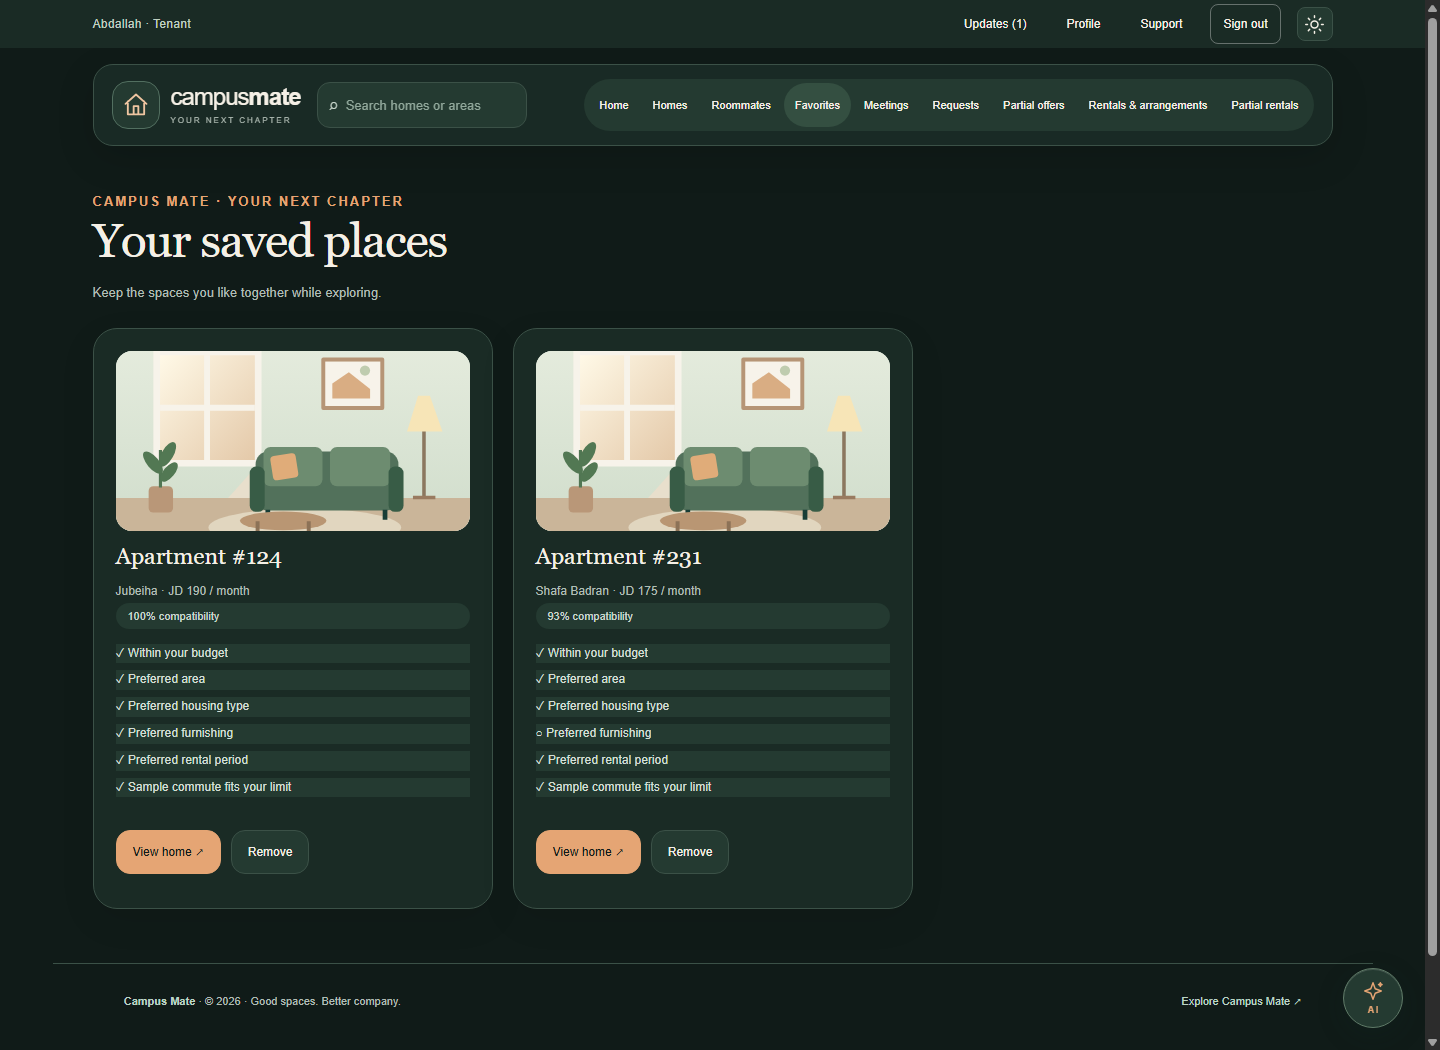 Abdallah · Tenant
Updates (1) Profile Support Sign out
campusmate
YOUR NEXT CHAPTER
Search homes or areas
Home Homes Roommates Favorites Meetings Requests Partial offers Rentals & arrangements Partial rentals
CAMPUS MATE · YOUR NEXT CHAPTER
Your saved places
Keep the spaces you like together while exploring.
Apartment #124
Jubeiha · JD 190 / month
100% compatibility
✓ Within your budget
✓ Preferred area
✓ Preferred housing type
✓ Preferred furnishing
✓ Preferred rental period
✓ Sample commute fits your limit
View home ↗ Remove
Apartment #231
Shafa Badran · JD 175 / month
93% compatibility
✓ Within your budget
✓ Preferred area
✓ Preferred housing type
○ Preferred furnishing
✓ Preferred rental period
✓ Sample commute fits your limit
View home ↗ Remove
Campus Mate · © 2026 · Good spaces. Better company.
Explore Campus Mate ↗
AI